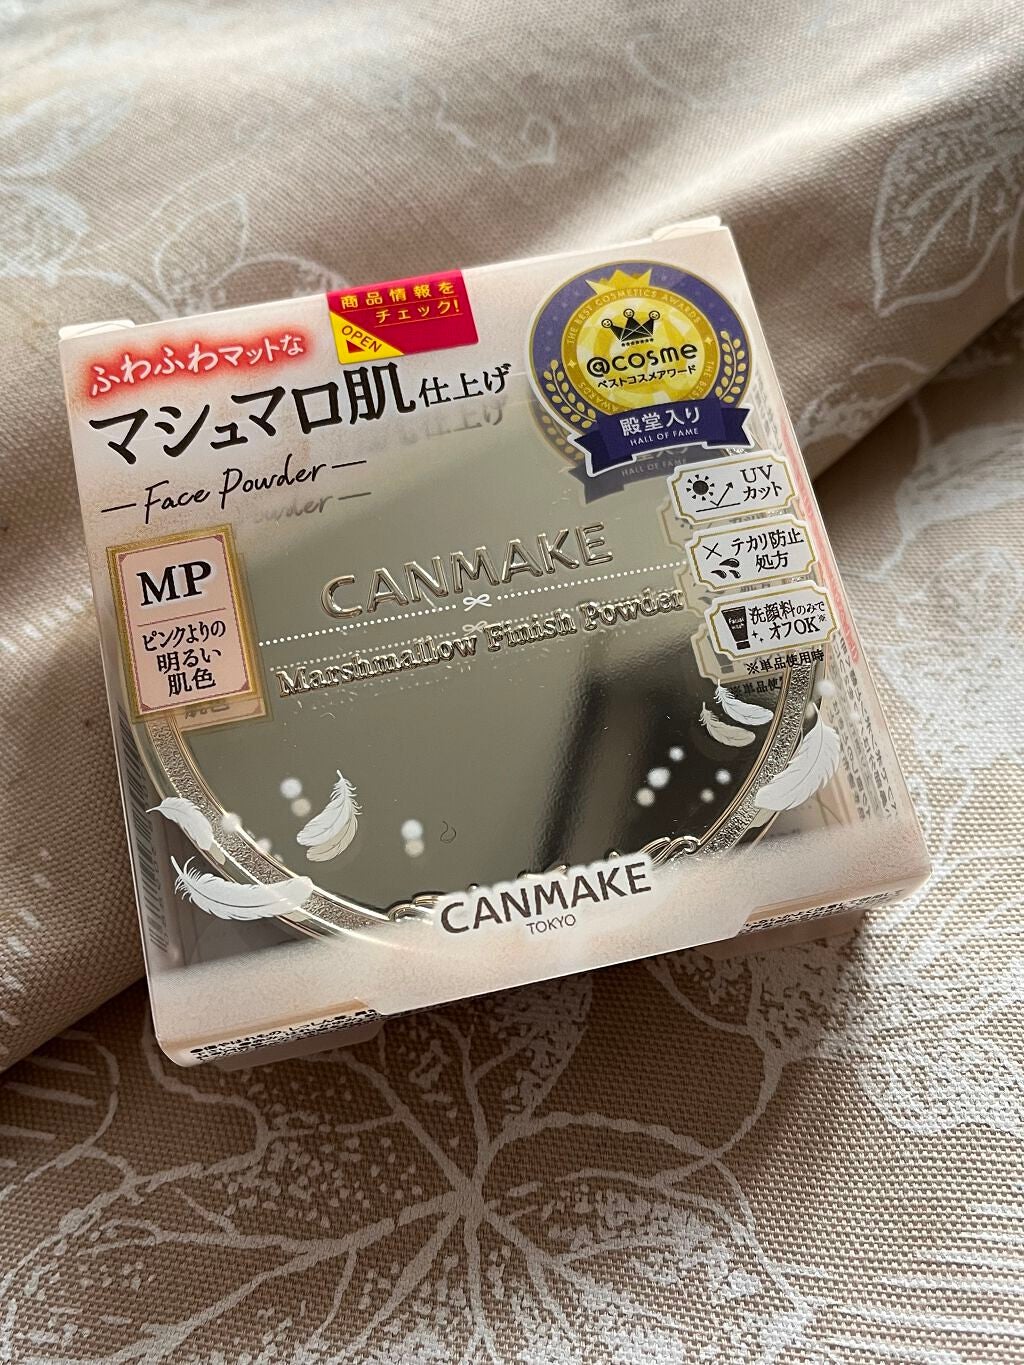 商品情報を
チェック!
OPEN
ふわふわマットな
マシュマロ肌仕上げ
Face Powder
THE BEST COSMETICS AWARDS
@cosme
ベストコスメアワード
殿堂入り
HALL OF FAME
UV
カット
テカリ防止
処方
洗顔料のみで
オフOK※
※単品使用時
MP
ピンクよりの
明るい
肌色
CANMAKE
Marshmallow Finish Powder
CANMAKE
TOKYO